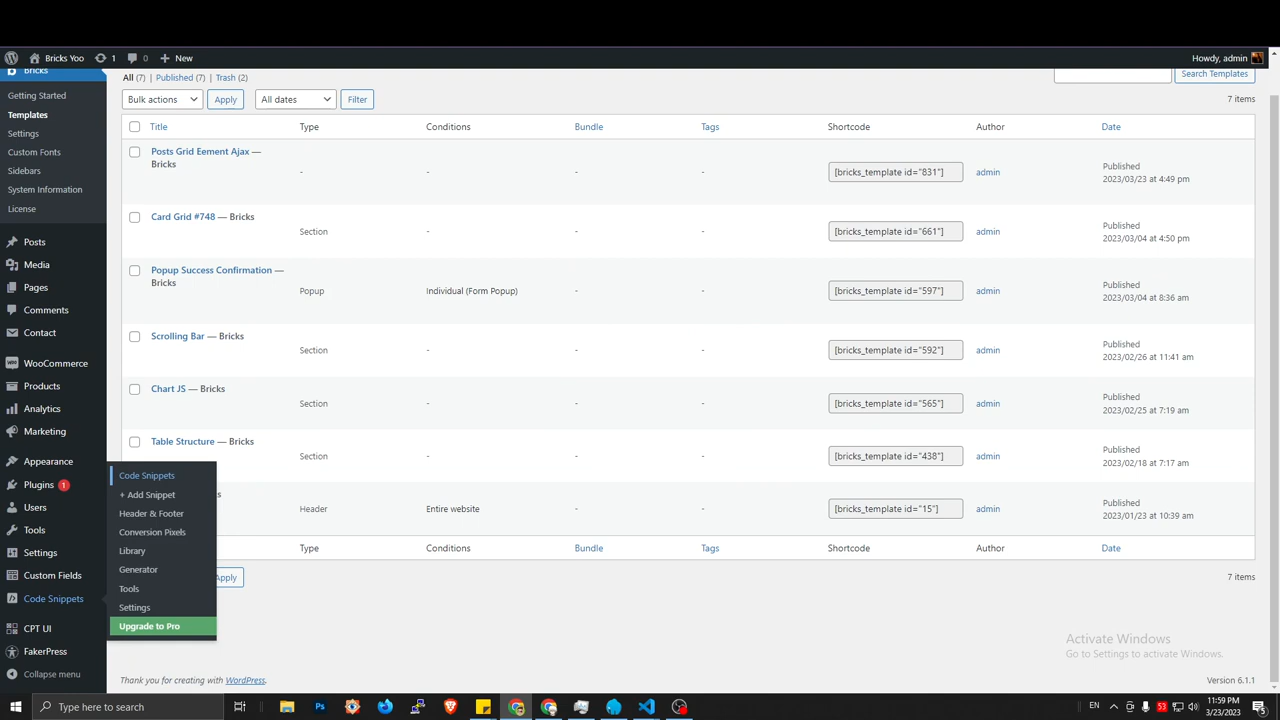 Bricks Yoo 1 0 New Howdy, admin
Bricks
Getting Started
Templates
Settings
Custom Fonts
Sidebars
System Information
License
Posts
Media
Pages
Comments
Contact
WooCommerce
Products
Analytics
Marketing
Appearance
Plugins 1
Users
Tools
Settings
Custom Fields
Code Snippets
CPT UI
FakerPress
Collapse menu
Code Snippets
+ Add Snippet
Header & Footer
Conversion Pixels
Library
Generator
Tools
Settings
Upgrade to Pro
All (7) | Published (7) | Trash (2)
Search Templates
Bulk actions Apply All dates Filter
7 items
Title Type Conditions Bundle Tags Shortcode Author Date
Posts Grid Eement Ajax —
Bricks
- - - - [bricks_template id="831"] admin
Published
2023/03/23 at 4:49 pm
Card Grid #748 — Bricks
Section - - - [bricks_template id="661"] admin
Published
2023/03/04 at 4:50 pm
Popup Success Confirmation —
Bricks
Popup Individual (Form Popup) - - [bricks_template id="597"] admin
Published
2023/03/04 at 8:36 am
Scrolling Bar — Bricks
Section - - - [bricks_template id="592"] admin
Published
2023/02/26 at 11:41 am
Chart JS — Bricks
Section - - - [bricks_template id="565"] admin
Published
2023/02/25 at 7:19 am
Table Structure — Bricks
Section - - - [bricks_template id="438"] admin
Published
2023/02/18 at 7:17 am
Header Entire website - - [bricks_template id="15"] admin
Published
2023/01/23 at 10:39 am
Type Conditions Bundle Tags Shortcode Author Date
Apply
7 items
Activate Windows
Go to Settings to activate Windows.
Thank you for creating with WordPress.
Version 6.1.1
Type here to search
EN
53
11:59 PM
3/23/2023